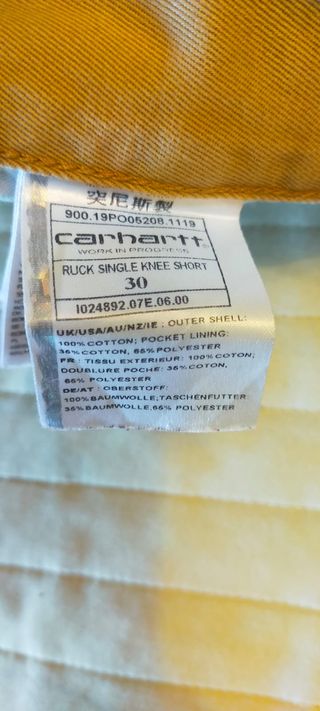 突尼斯製
900.19PO05208.1119
carhartt
WORK IN PROGRESS
RUCK SINGLE KNEE SHORT
30
I024892.07E.06.00
UK/USA/AU/NZ/IE : OUTER SHELL:
100% COTTON; POCKET LINING:
35% COTTON, 65% POLYESTER
FR : TISSU EXTERIEUR: 100% COTON;
DOUBLURE POCHE: 35% COTON,
65% POLYESTER
DE/AT : OBERSTOFF:
100% BAUMWOLLE;TASCHENFUTTER
35% BAUMWOLLE;65% POLYESTER